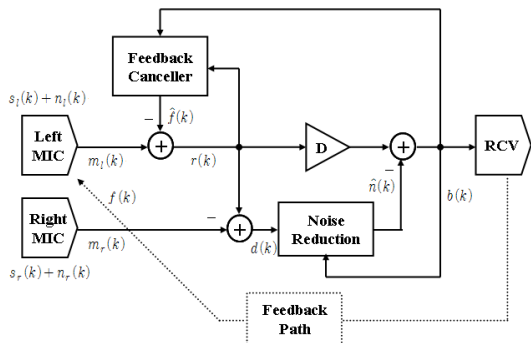 Feedback
Canceller
s_l(k)+n_l(k)
− f̂(k)
Left
MIC
m_l(k)
+
r(k)
D
+
RCV
f(k)
− n̂(k)
b(k)
Right
MIC
m_r(k)
−
+
d(k)
Noise
Reduction
s_r(k)+n_r(k)
Feedback
Path